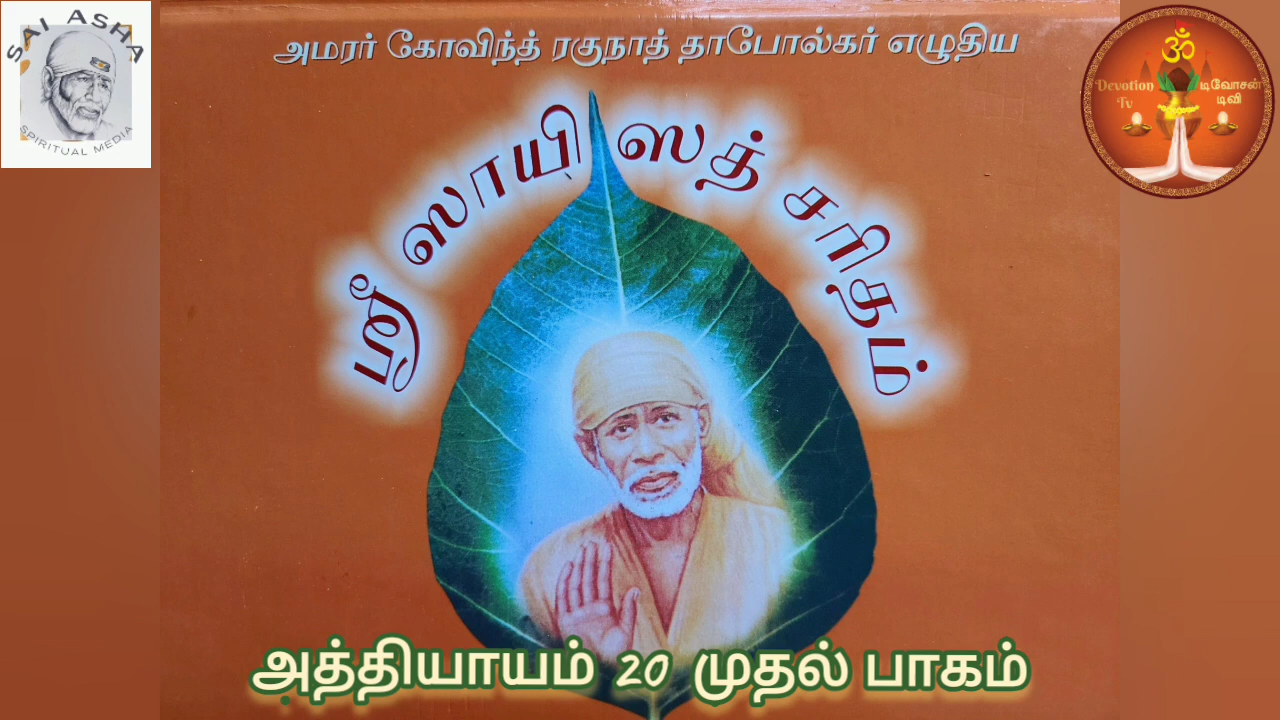 SAI ASHA
SPIRITUAL MEDIA
அமரர் கோவிந்த் ரகுநாத் தாபோல்கர் எழுதிய
ॐ
Devotion
Tv
டிவோசன்
டிவி
ஸ்ரீ ஸாயி ஸத் சரிதம்
அத்தியாயம் 20 முதல் பாகம்